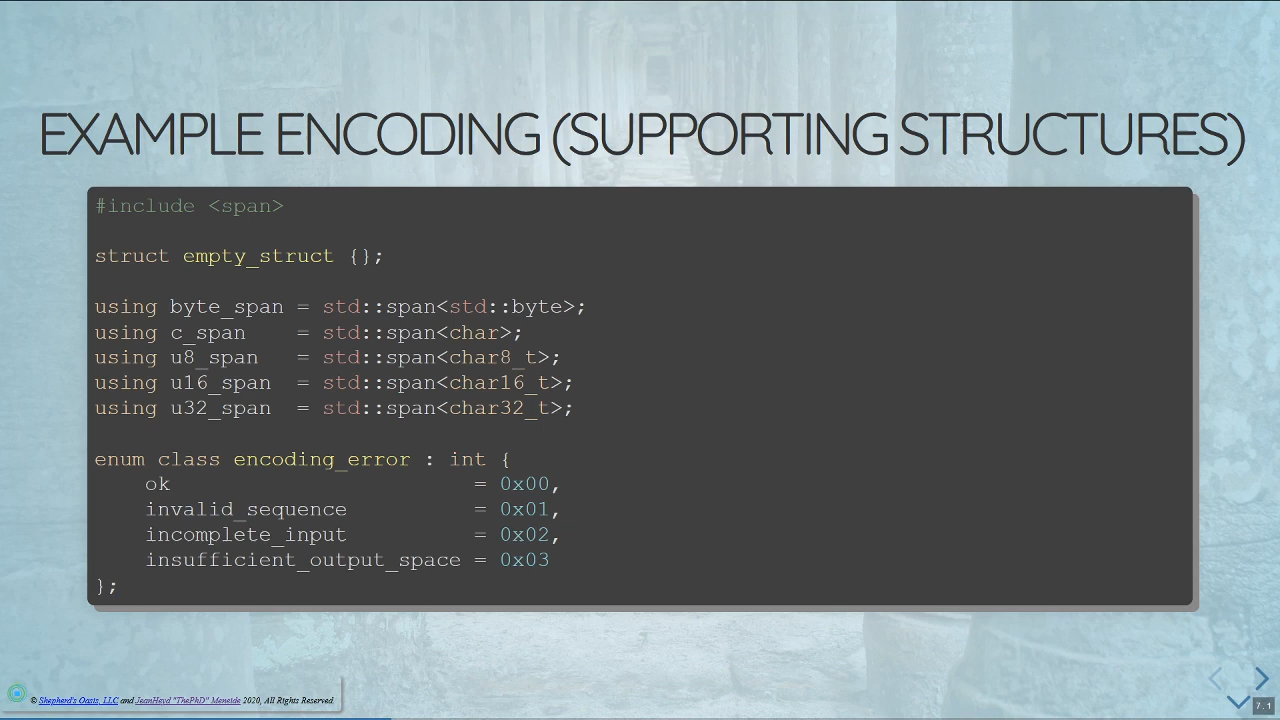 EXAMPLE ENCODING (SUPPORTING STRUCTURES)
#include <span>
struct empty_struct {};
using byte_span = std::span<std::byte>;
using c_span    = std::span<char>;
using u8_span   = std::span<char8_t>;
using u16_span  = std::span<char16_t>;
using u32_span  = std::span<char32_t>;
enum class encoding_error : int {
    ok                        = 0x00,
    invalid_sequence          = 0x01,
    incomplete_input          = 0x02,
    insufficient_output_space = 0x03
};
© Shepherd's Oasis, LLC and JeanHeyd "ThePhD" Meneide 2020, All Rights Reserved.
7.1